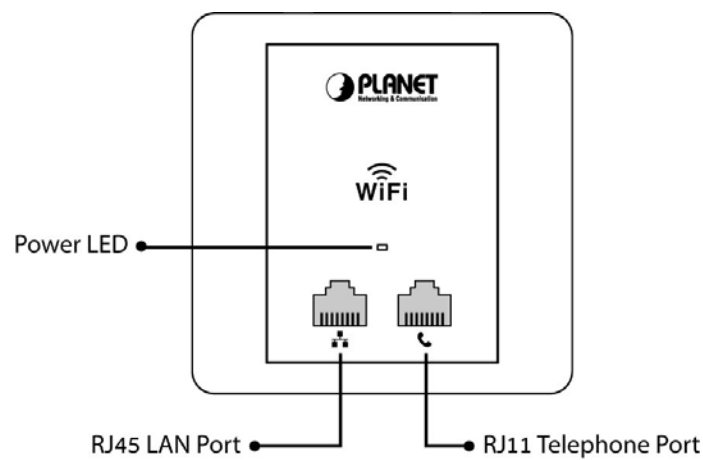 PLANET
Networking & Communication
WiFi
Power LED
RJ45 LAN Port
RJ11 Telephone Port